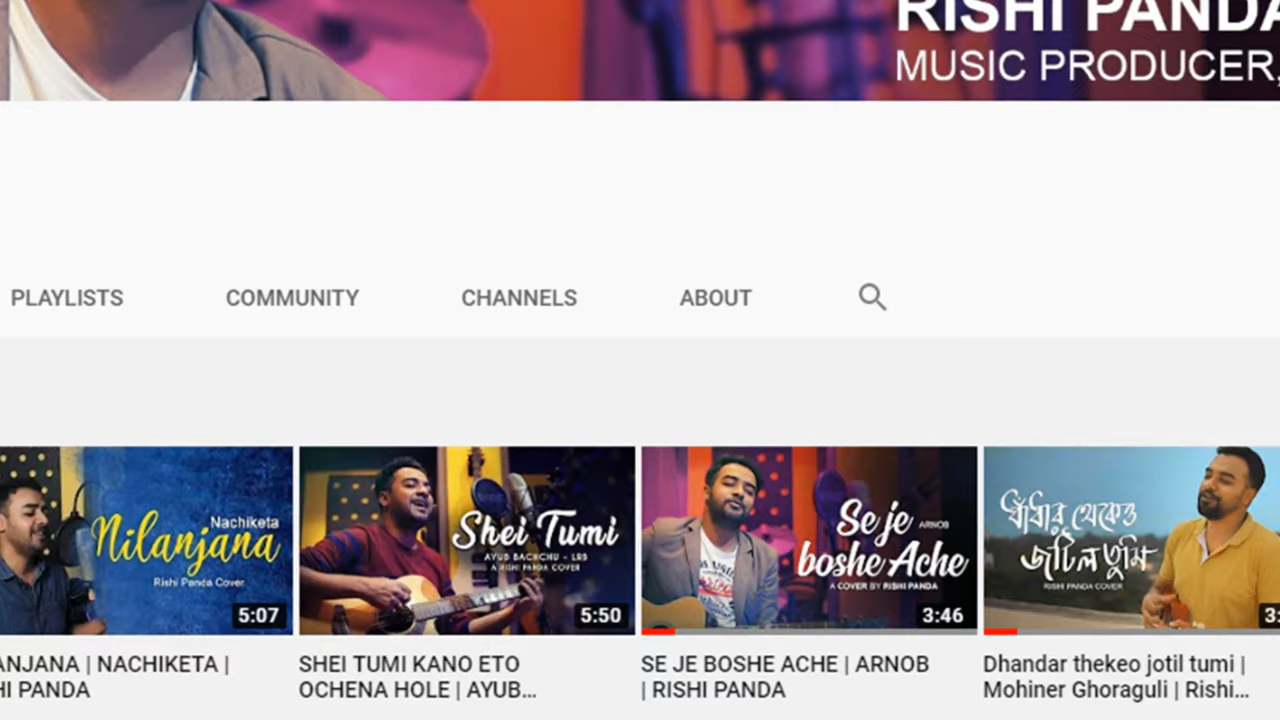 RISHI PANDA
MUSIC PRODUCER,
PLAYLISTS COMMUNITY CHANNELS ABOUT
Nachiketa
Nilanjana
Rishi Panda Cover
5:07
Shei Tumi
AYUB BACHCHU - LRB
A RISHI PANDA COVER
5:50
Se je ARNOB
boshe Ache
A COVER BY RISHI PANDA
3:46
ধাঁধার থেকেও
জটিল তুমি
RISHI PANDA COVER
3:
ANJANA | NACHIKETA |
HI PANDA
SHEI TUMI KANO ETO
OCHENA HOLE | AYUB...
SE JE BOSHE ACHE | ARNOB
| RISHI PANDA
Dhandar thekeo jotil tumi |
Mohiner Ghoraguli | Rishi...